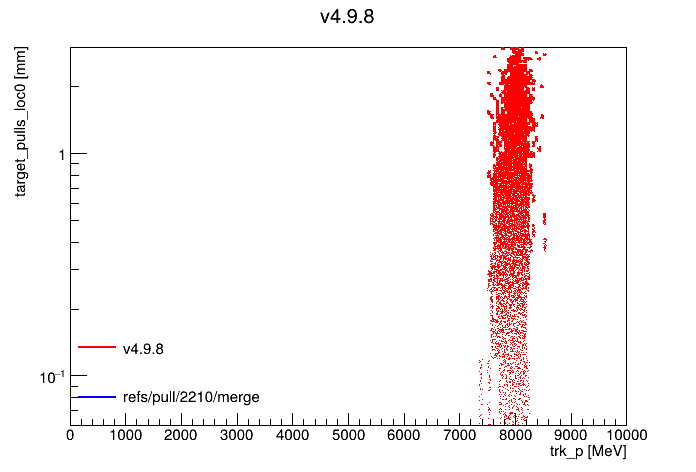 v4.9.8
target_pulls_loc0 [mm]
1
10⁻¹
v4.9.8
refs/pull/2210/merge
0 1000 2000 3000 4000 5000 6000 7000 8000 9000 10000
trk_p [MeV]